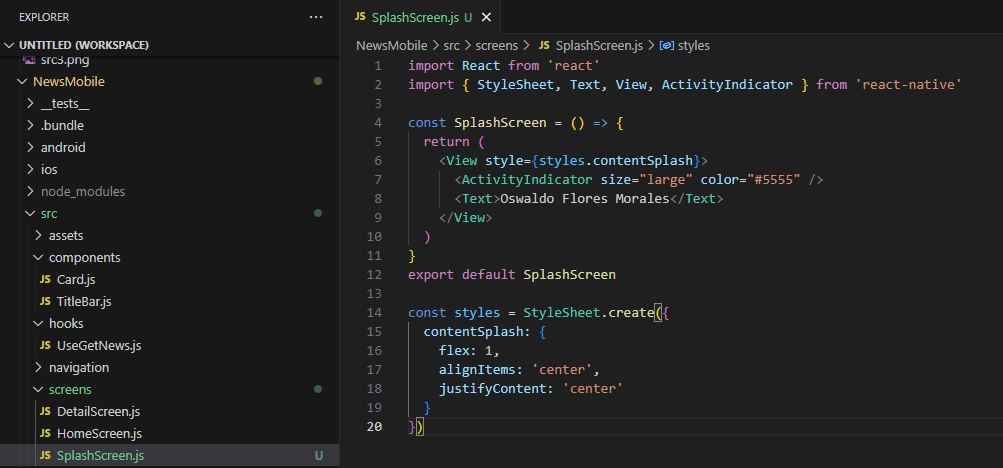 EXPLORER
UNTITLED (WORKSPACE)
src3.png
NewsMobile
__tests__
.bundle
android
ios
node_modules
src
assets
components
JS Card.js
JS TitleBar.js
hooks
JS UseGetNews.js
navigation
screens
JS DetailScreen.js
JS HomeScreen.js
JS SplashScreen.js U
JS SplashScreen.js U
NewsMobile > src > screens > JS SplashScreen.js > styles
1 import React from 'react'
2 import { StyleSheet, Text, View, ActivityIndicator } from 'react-native'
3
4 const SplashScreen = () => {
5   return (
6     <View style={styles.contentSplash}>
7       <ActivityIndicator size="large" color="#5555" />
8       <Text>Oswaldo Flores Morales</Text>
9     </View>
10   )
11 }
12 export default SplashScreen
13
14 const styles = StyleSheet.create({
15   contentSplash: {
16     flex: 1,
17     alignItems: 'center',
18     justifyContent: 'center'
19   }
20 })